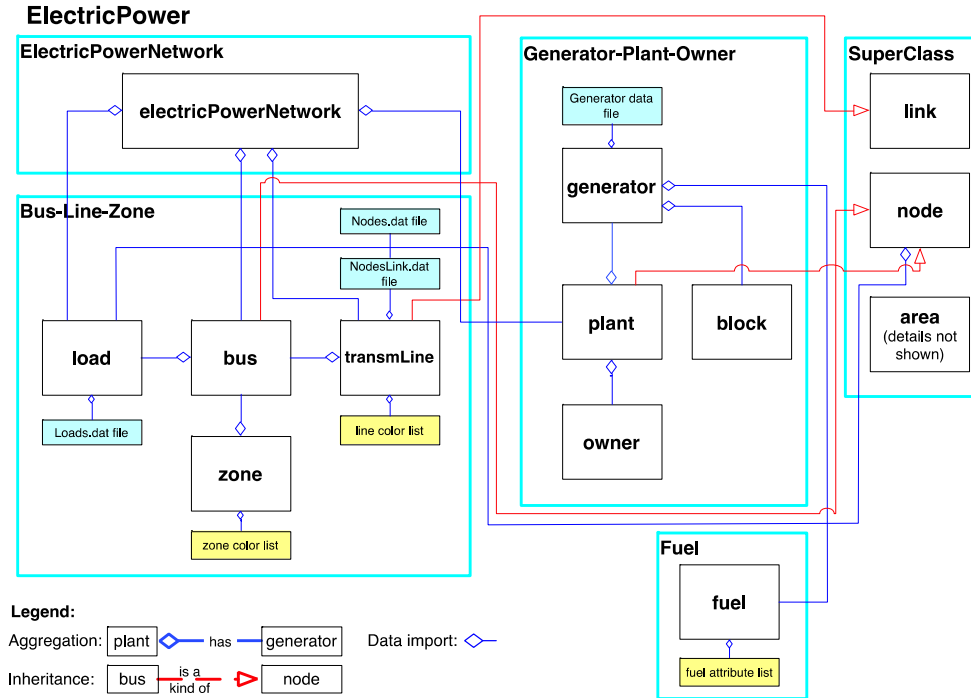 ElectricPower
ElectricPowerNetwork
electricPowerNetwork
Generator-Plant-Owner
Generator data
file
generator
plant
block
owner
SuperClass
link
node
area
(details not
shown)
Bus-Line-Zone
Nodes.dat file
NodesLink.dat
file
load
bus
transmLine
Loads.dat file
line color list
zone
zone color list
Fuel
fuel
fuel attribute list
Legend:
Aggregation: plant has generator Data import:
Inheritance: bus is a
kind of node